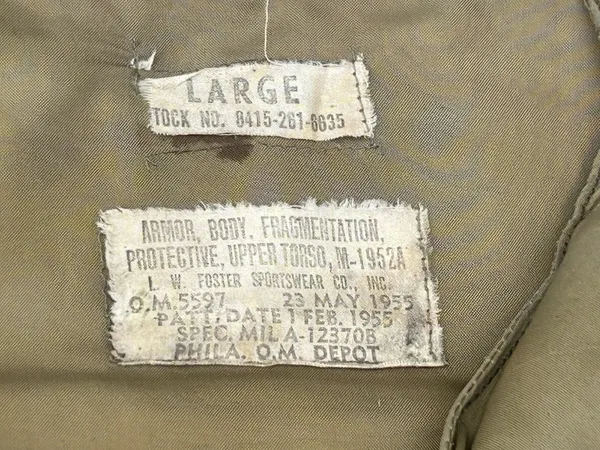 LARGE
TOCK NO. 8415-261-6635
ARMOR, BODY, FRAGMENTATION,
PROTECTIVE, UPPER TORSO, M-1952A
L. W. FOSTER SPORTSWEAR CO., INC.
O.M 5597 23 MAY 1955
PATT. DATE 1 FEB. 1955
SPEC. MIL A-12370B
PHILA. Q.M. DEPOT